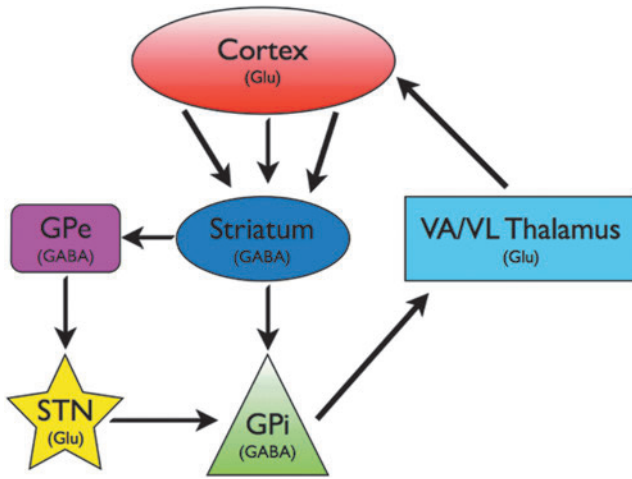 Cortex
(Glu)
GPe
(GABA)
Striatum
(GABA)
VA/VL Thalamus
(Glu)
STN
(Glu)
GPi
(GABA)